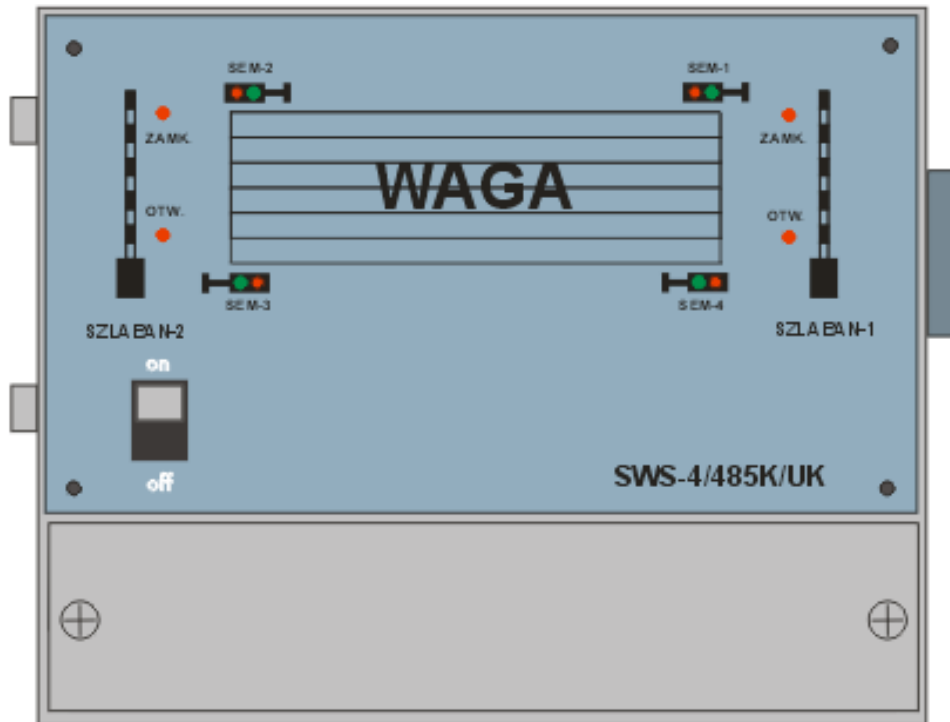 SEM-2
SEM-1
ZAMK.
ZAMK.
WAGA
OTW.
OTW.
SEM-3
SEM-4
SZLABAN-2
SZLABAN-1
on
off
SWS-4/485K/UK